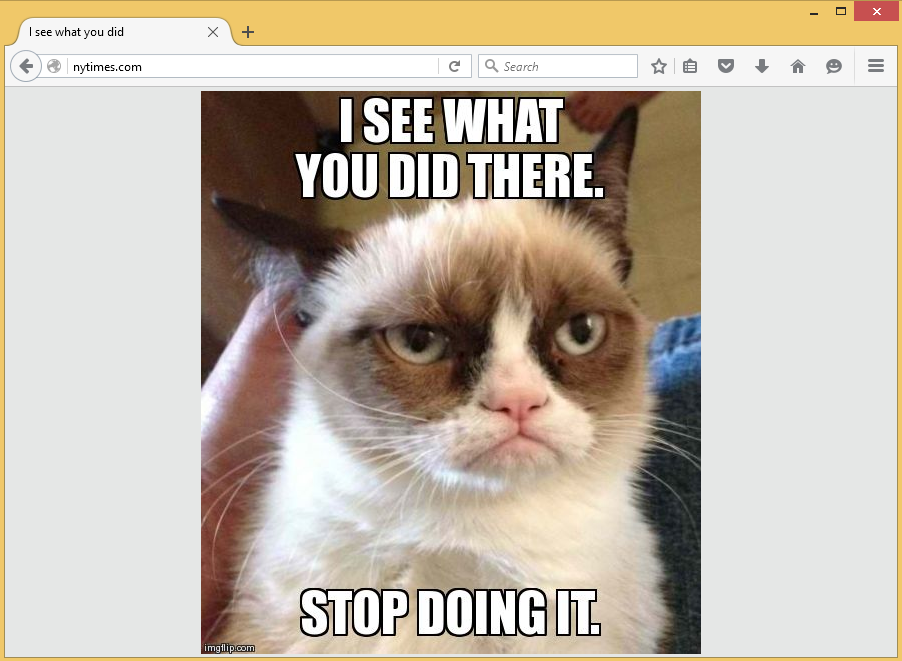 I see what you did
nytimes.com
Search
I SEE WHAT
YOU DID THERE.
STOP DOING IT.
imgflip.com